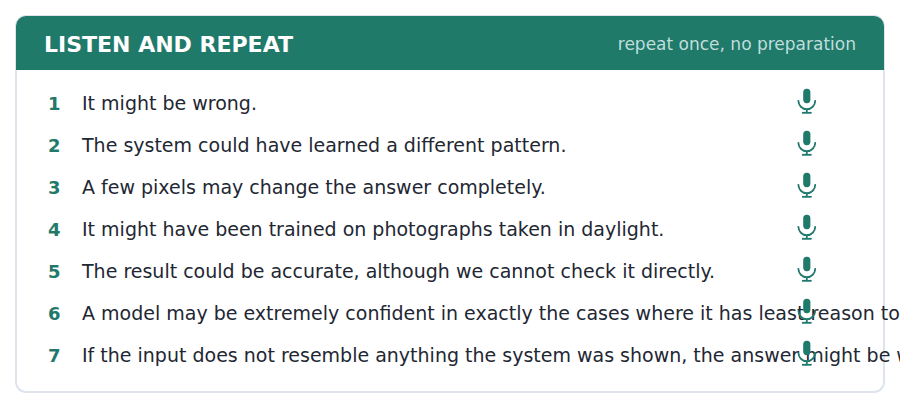 LISTEN AND REPEAT repeat once, no preparation
1 It might be wrong.
2 The system could have learned a different pattern.
3 A few pixels may change the answer completely.
4 It might have been trained on photographs taken in daylight.
5 The result could be accurate, although we cannot check it directly.
6 A model may be extremely confident in exactly the cases where it has least reason to
7 If the input does not resemble anything the system was shown, the answer might be